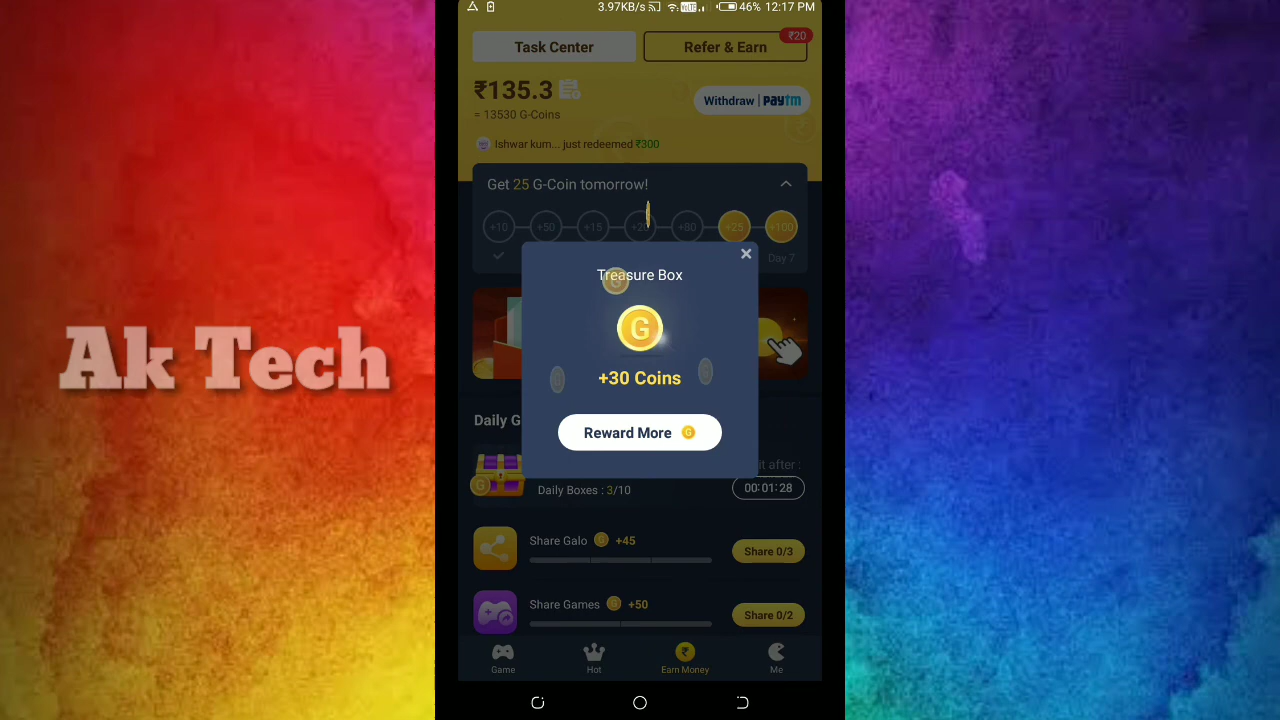 3.97KB/s 46% 12:17 PM
Task Center
Refer & Earn
₹20
₹135.3
= 13530 G-Coins
Withdraw | Paytm
Ishwar kum... just redeemed ₹300
Get 25 G-Coin tomorrow!
+10 +50 +15 +80 +25 +100
Day 7
Treasure Box
G
+30 Coins
Reward More G
Ak Tech
Daily G
Daily Boxes : 3/10
it after :
00:01:28
Share Galo G +45
Share 0/3
Share Games G +50
Share 0/2
Game
Hot
Earn Money
Me